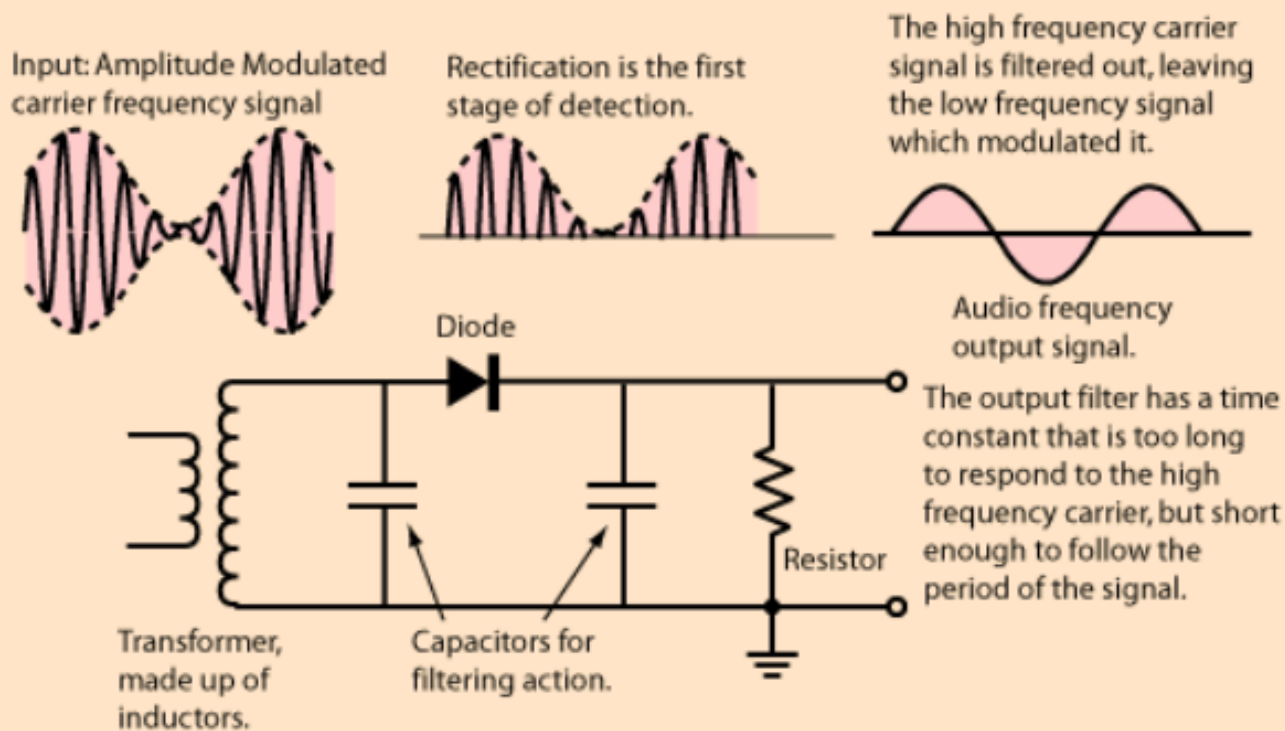 Input: Amplitude Modulated
carrier frequency signal
Rectification is the first
stage of detection.
The high frequency carrier
signal is filtered out, leaving
the low frequency signal
which modulated it.
Audio frequency
output signal.
Diode
The output filter has a time
constant that is too long
to respond to the high
frequency carrier, but short
enough to follow the
period of the signal.
Resistor
Transformer,
made up of
inductors.
Capacitors for
filtering action.